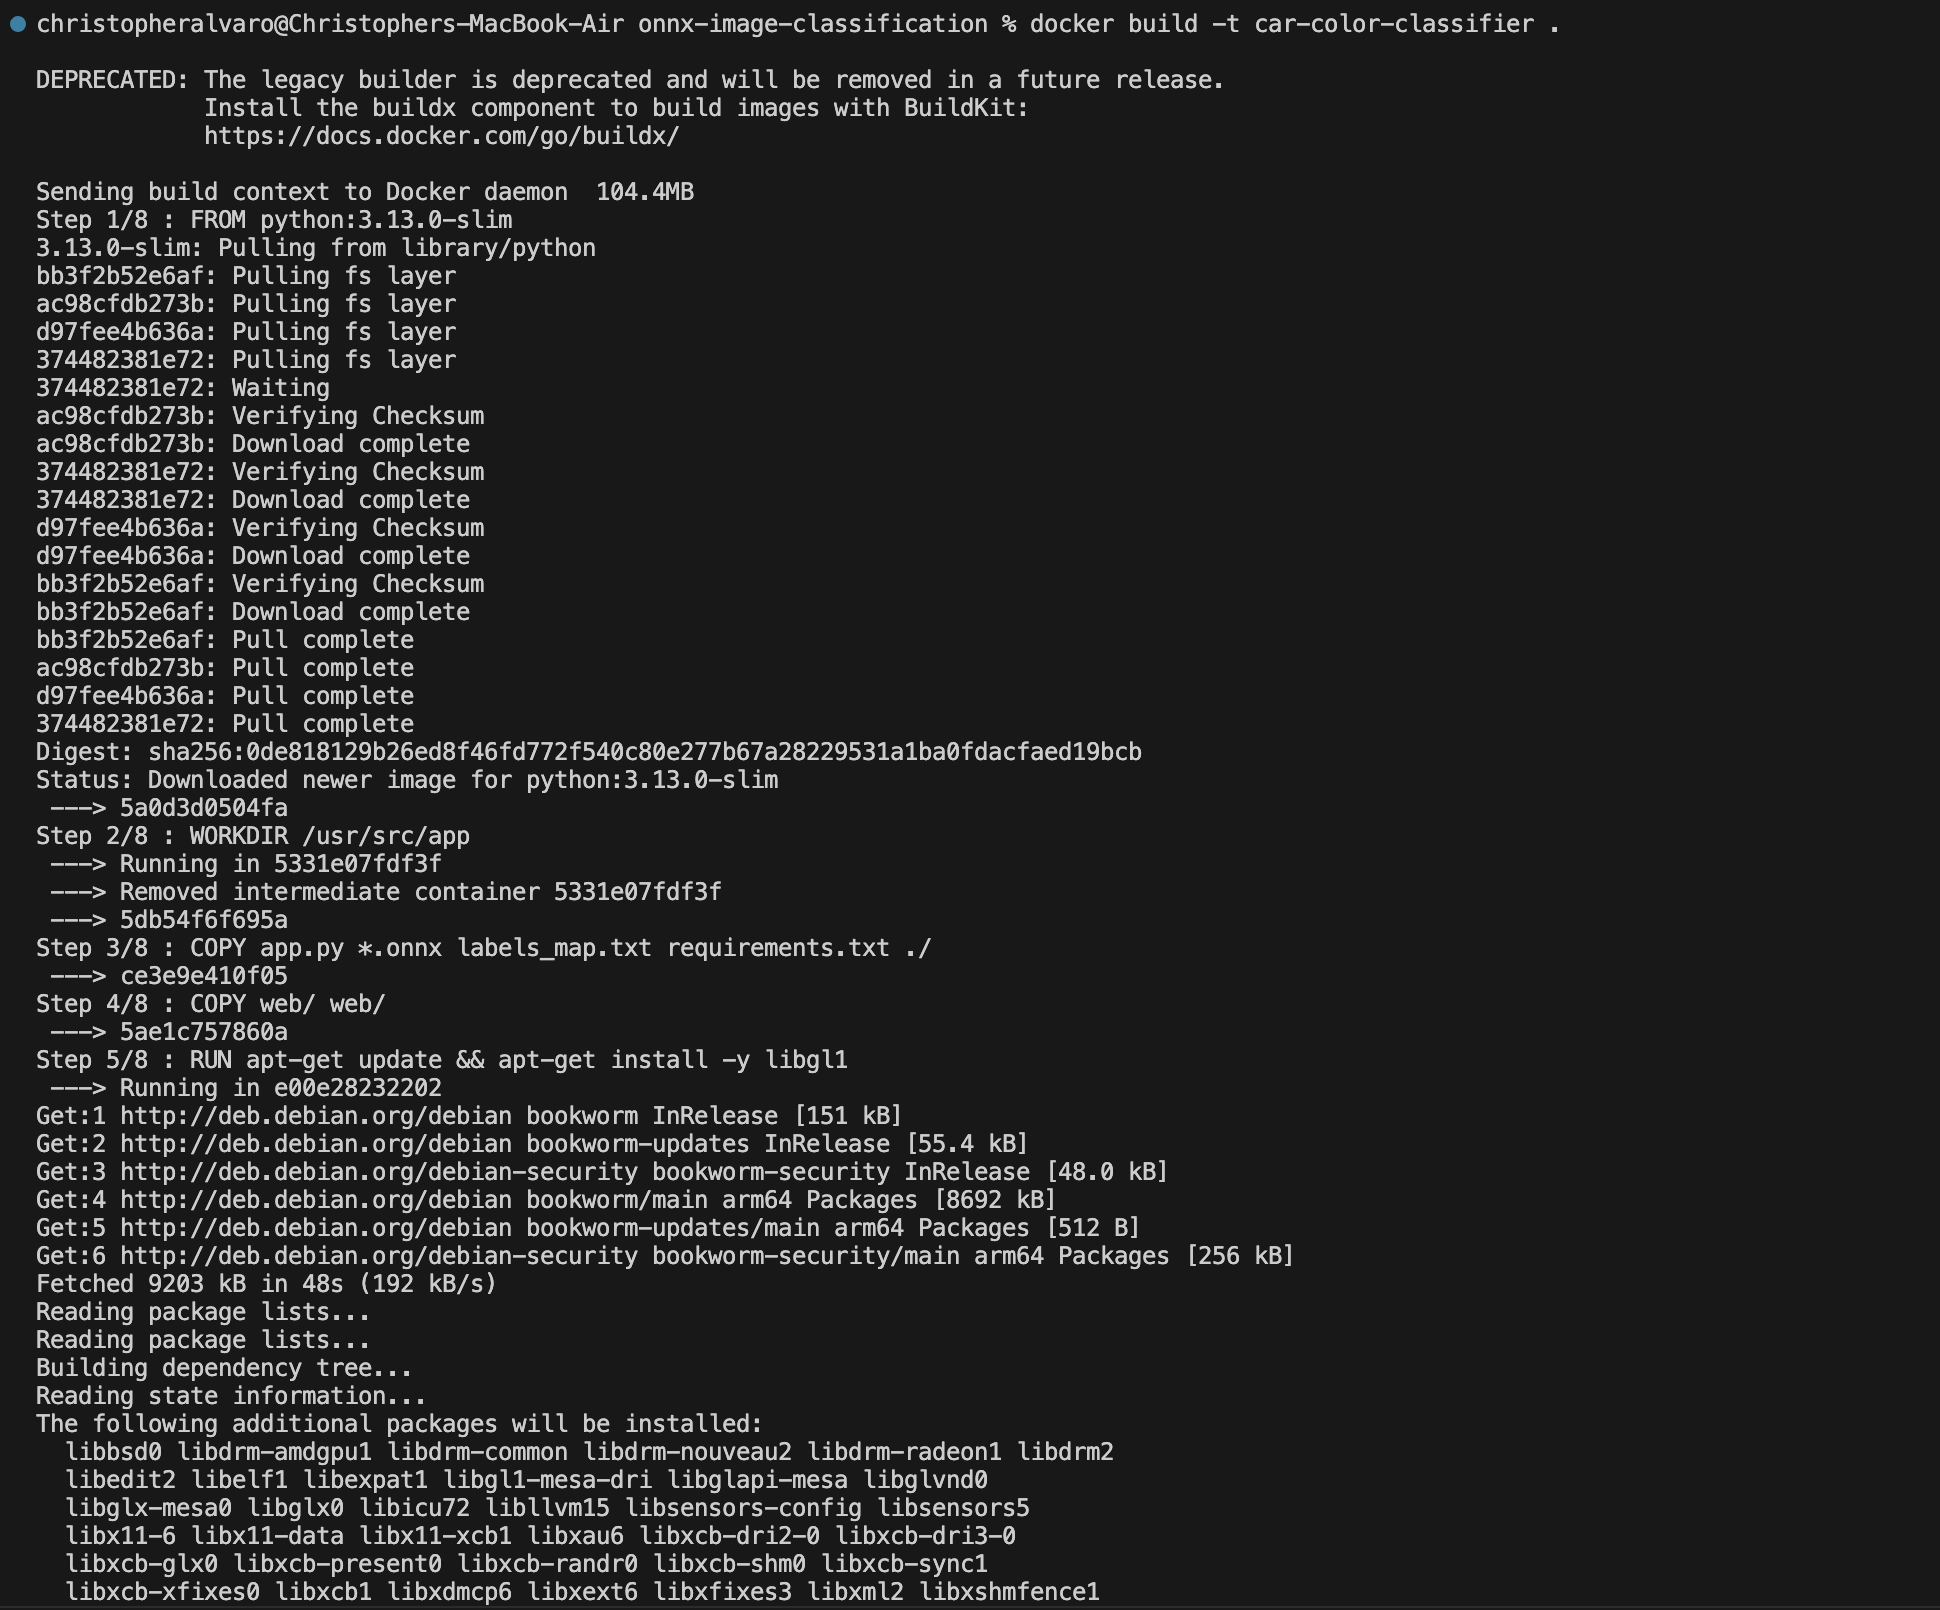 christopheralvaro@Christophers-MacBook-Air onnx-image-classification % docker build -t car-color-classifier .
DEPRECATED: The legacy builder is deprecated and will be removed in a future release.
Install the buildx component to build images with BuildKit:
https://docs.docker.com/go/buildx/
Sending build context to Docker daemon  104.4MB
Step 1/8 : FROM python:3.13.0-slim
3.13.0-slim: Pulling from library/python
bb3f2b52e6af: Pulling fs layer
ac98cfdb273b: Pulling fs layer
d97fee4b636a: Pulling fs layer
374482381e72: Pulling fs layer
374482381e72: Waiting
ac98cfdb273b: Verifying Checksum
ac98cfdb273b: Download complete
374482381e72: Verifying Checksum
374482381e72: Download complete
d97fee4b636a: Verifying Checksum
d97fee4b636a: Download complete
bb3f2b52e6af: Verifying Checksum
bb3f2b52e6af: Download complete
bb3f2b52e6af: Pull complete
ac98cfdb273b: Pull complete
d97fee4b636a: Pull complete
374482381e72: Pull complete
Digest: sha256:0de818129b26ed8f46fd772f540c80e277b67a28229531a1ba0fdacfaed19bcb
Status: Downloaded newer image for python:3.13.0-slim
---> 5a0d3d0504fa
Step 2/8 : WORKDIR /usr/src/app
---> Running in 5331e07fdf3f
---> Removed intermediate container 5331e07fdf3f
---> 5db54f6f695a
Step 3/8 : COPY app.py *.onnx labels_map.txt requirements.txt ./
---> ce3e9e410f05
Step 4/8 : COPY web/ web/
---> 5ae1c757860a
Step 5/8 : RUN apt-get update && apt-get install -y libgl1
---> Running in e00e28232202
Get:1 http://deb.debian.org/debian bookworm InRelease [151 kB]
Get:2 http://deb.debian.org/debian bookworm-updates InRelease [55.4 kB]
Get:3 http://deb.debian.org/debian-security bookworm-security InRelease [48.0 kB]
Get:4 http://deb.debian.org/debian bookworm/main arm64 Packages [8692 kB]
Get:5 http://deb.debian.org/debian bookworm-updates/main arm64 Packages [512 B]
Get:6 http://deb.debian.org/debian-security bookworm-security/main arm64 Packages [256 kB]
Fetched 9203 kB in 48s (192 kB/s)
Reading package lists...
Reading package lists...
Building dependency tree...
Reading state information...
The following additional packages will be installed:
libbsd0 libdrm-amdgpu1 libdrm-common libdrm-nouveau2 libdrm-radeon1 libdrm2
libedit2 libelf1 libexpat1 libgl1-mesa-dri libglapi-mesa libglvnd0
libglx-mesa0 libglx0 libicu72 libllvm15 libsensors-config libsensors5
libx11-6 libx11-data libx11-xcb1 libxau6 libxcb-dri2-0 libxcb-dri3-0
libxcb-glx0 libxcb-present0 libxcb-randr0 libxcb-shm0 libxcb-sync1
libxcb-xfixes0 libxcb1 libxdmcp6 libxext6 libxfixes3 libxml2 libxshmfence1